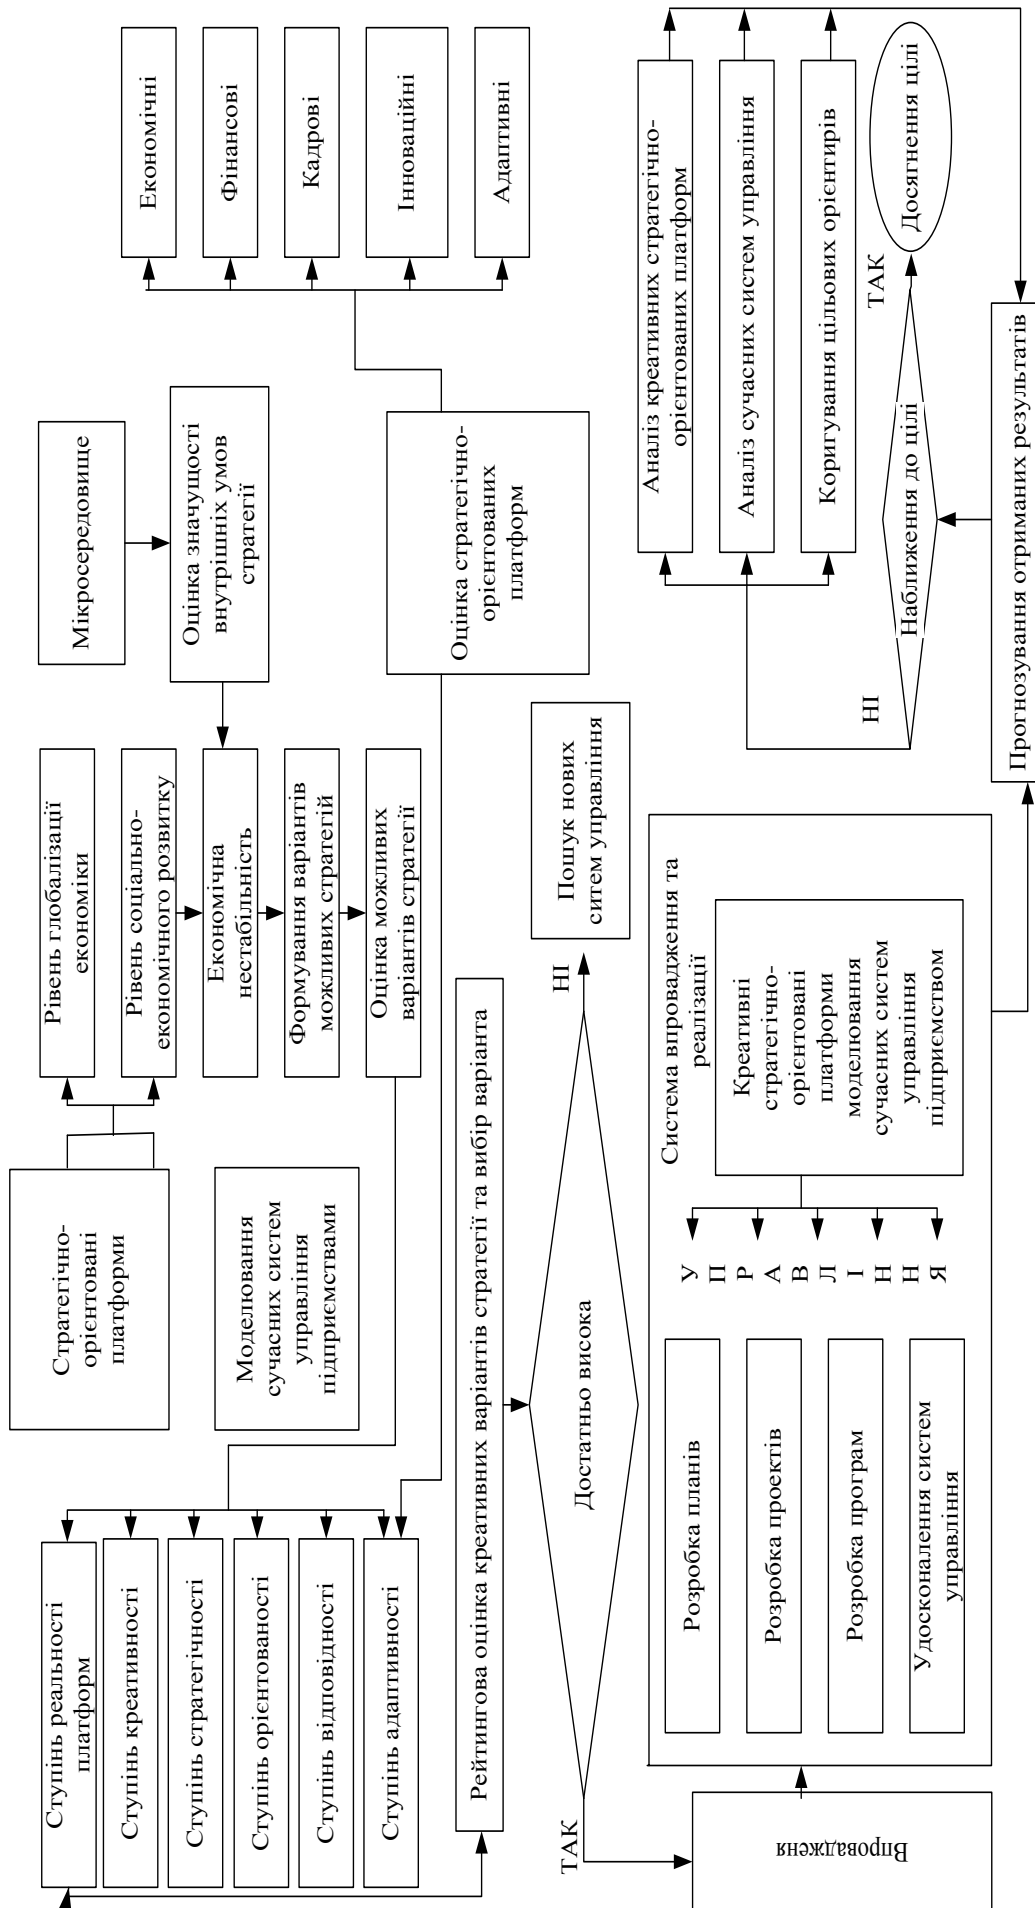 Ступінь реальності
платформ
Ступінь креативності
Ступінь стратегічності
Ступінь орієнтованості
Ступінь відповідності
Ступінь адаптивності
Стратегічно-
орієнтовані
платформи
Моделювання
сучасних систем
управління
підприємствами
Рівень глобалізації
економіки
Рівень соціально-
економічного розвитку
Економічна
нестабільність
Формування варіантів
можливих стратегій
Оцінка можливих
варіантів стратегії
Мікросередовище
Оцінка значущості
внутрішніх умов
стратегії
Оцінка стратегічно-
орієнтованих
платформ
Економічні
Фінансові
Кадрові
Інноваційні
Адаптивні
Рейтингова оцінка креативних варіантів стратегії та вибір варіанта
Достатньо висока
ТАК
НІ
Пошук нових
ситем управління
Впровадженя
Система впровадження та
реалізації
Розробка планів
Розробка проектів
Розробка програм
Удосконалення систем
управління
У
П
Р
А
В
Л
І
Н
Н
Я
Креативні
стратегічно-
орієнтовані
платформи
моделювання
сучасних систем
управління
підприємством
Аналіз креативних стратегічно-
орієнтованих платформ
Аналіз сучасних систем управління
Коригування цільових орієнтирів
НІ
Наближення до цілі
ТАК
Досягнення цілі
Прогнозування отриманих результатів